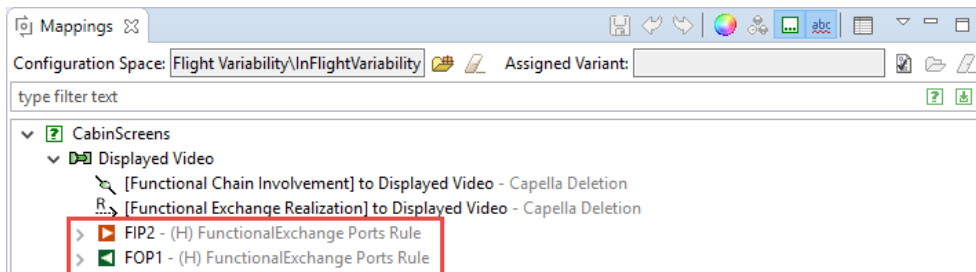 Mappings
abc
Configuration Space: Flight Variability\InFlightVariability Assigned Variant:
type filter text
CabinScreens
Displayed Video
[Functional Chain Involvement] to Displayed Video - Capella Deletion
R [Functional Exchange Realization] to Displayed Video - Capella Deletion
FIP2 - (H) FunctionalExchange Ports Rule
FOP1 - (H) FunctionalExchange Ports Rule